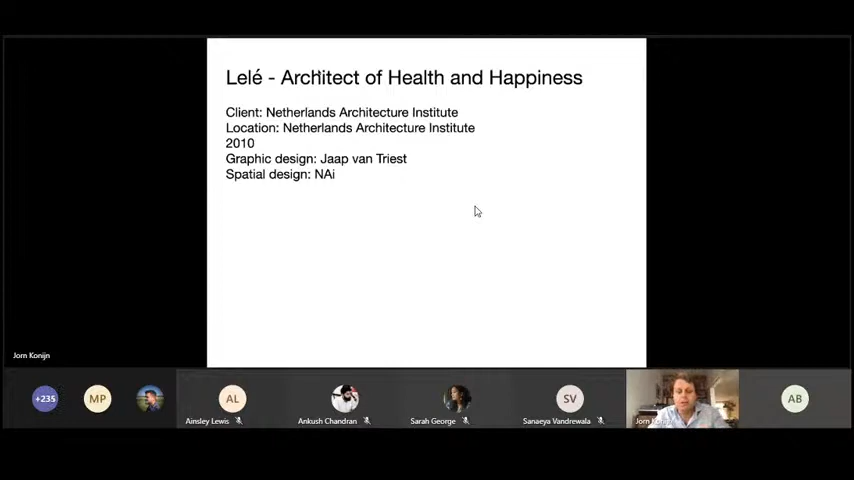 Lelé - Architect of Health and Happiness
Client: Netherlands Architecture Institute
Location: Netherlands Architecture Institute
2010
Graphic design: Jaap van Triest
Spatial design: NAi
Jorn Konijn
+235
MP
AL
SV
AB
Ainsley Lewis
Ankush Chandran
Sarah George
Sanaeya Vandrewala
Jorn Konijn